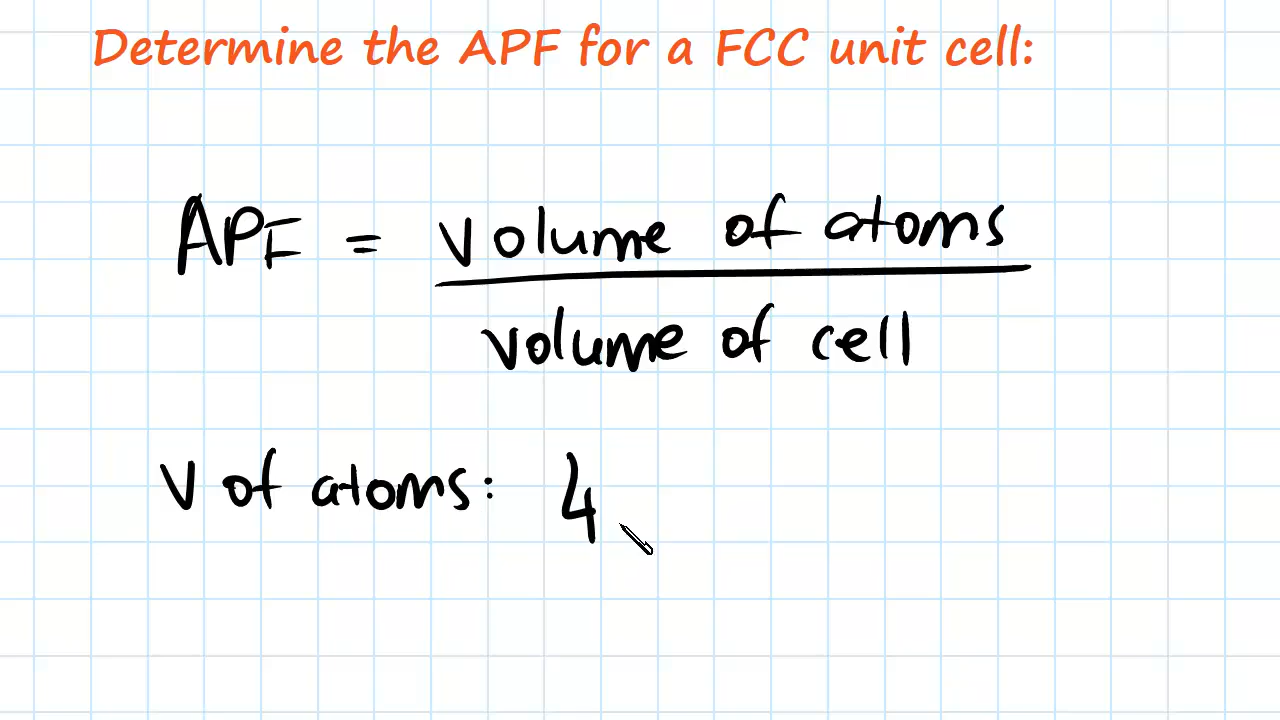 Determine the APF for a FCC unit cell:
APF = volume of atoms
volume of cell
V of atoms: 4